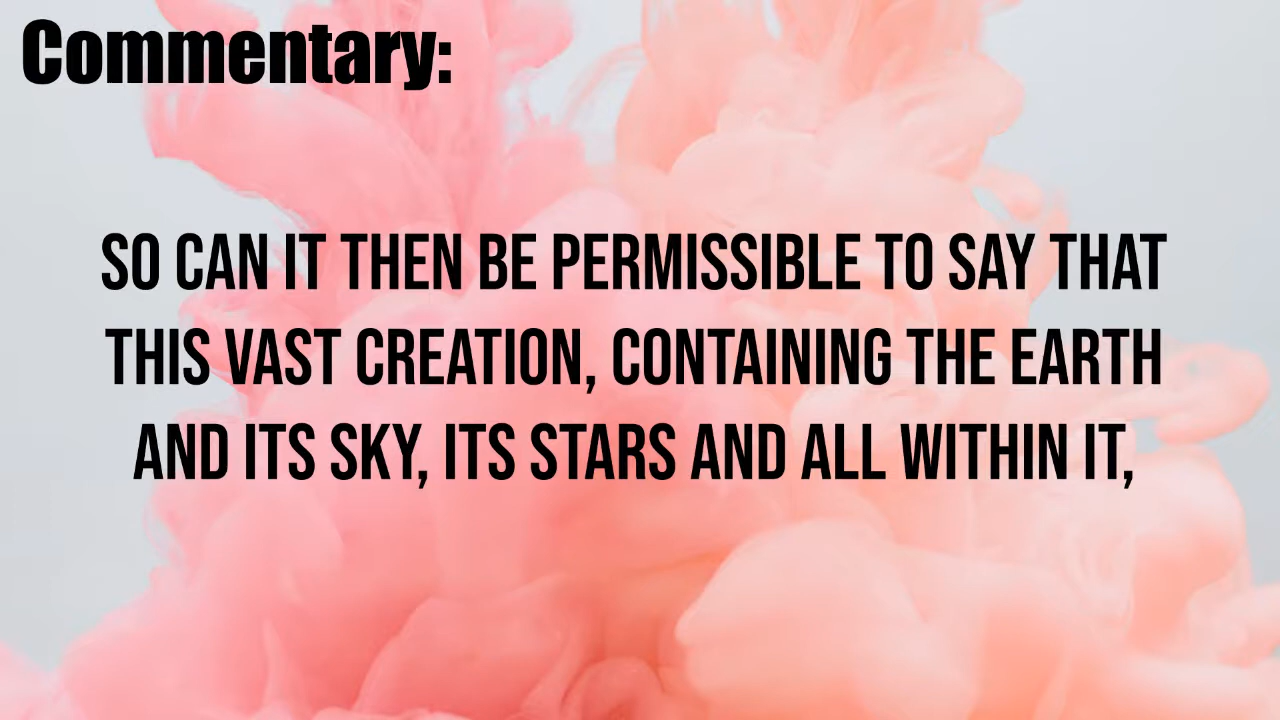 Commentary:
SO CAN IT THEN BE PERMISSIBLE TO SAY THAT
THIS VAST CREATION, CONTAINING THE EARTH
AND ITS SKY, ITS STARS AND ALL WITHIN IT,